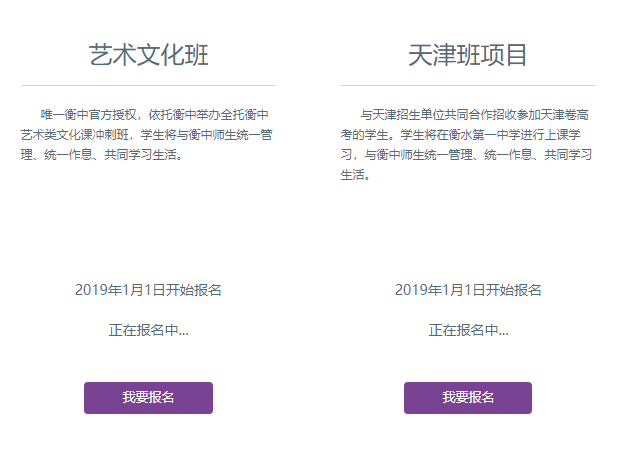 艺术文化班
唯一衡中官方授权，依托衡中举办全托衡中
艺术类文化课冲刺班，学生将与衡中师生统一管
理、统一作息、共同学习生活。
2019年1月1日开始报名
正在报名中...
我要报名
天津班项目
与天津招生单位共同合作招收参加天津卷高
考的学生。学生将在衡水第一中学进行上课学
习，与衡中师生统一管理、统一作息、共同学习
生活。
2019年1月1日开始报名
正在报名中...
我要报名